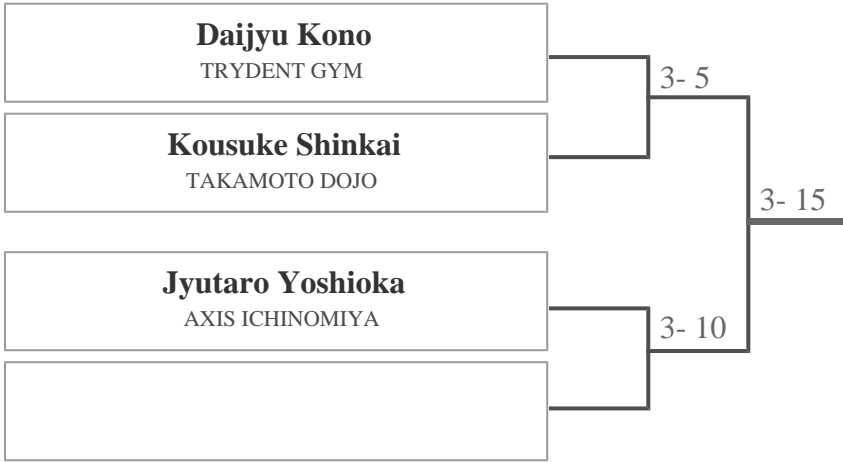 Daijyu Kono
TRYDENT GYM
3- 5
Kousuke Shinkai
TAKAMOTO DOJO
3- 15
Jyutaro Yoshioka
AXIS ICHINOMIYA
3- 10